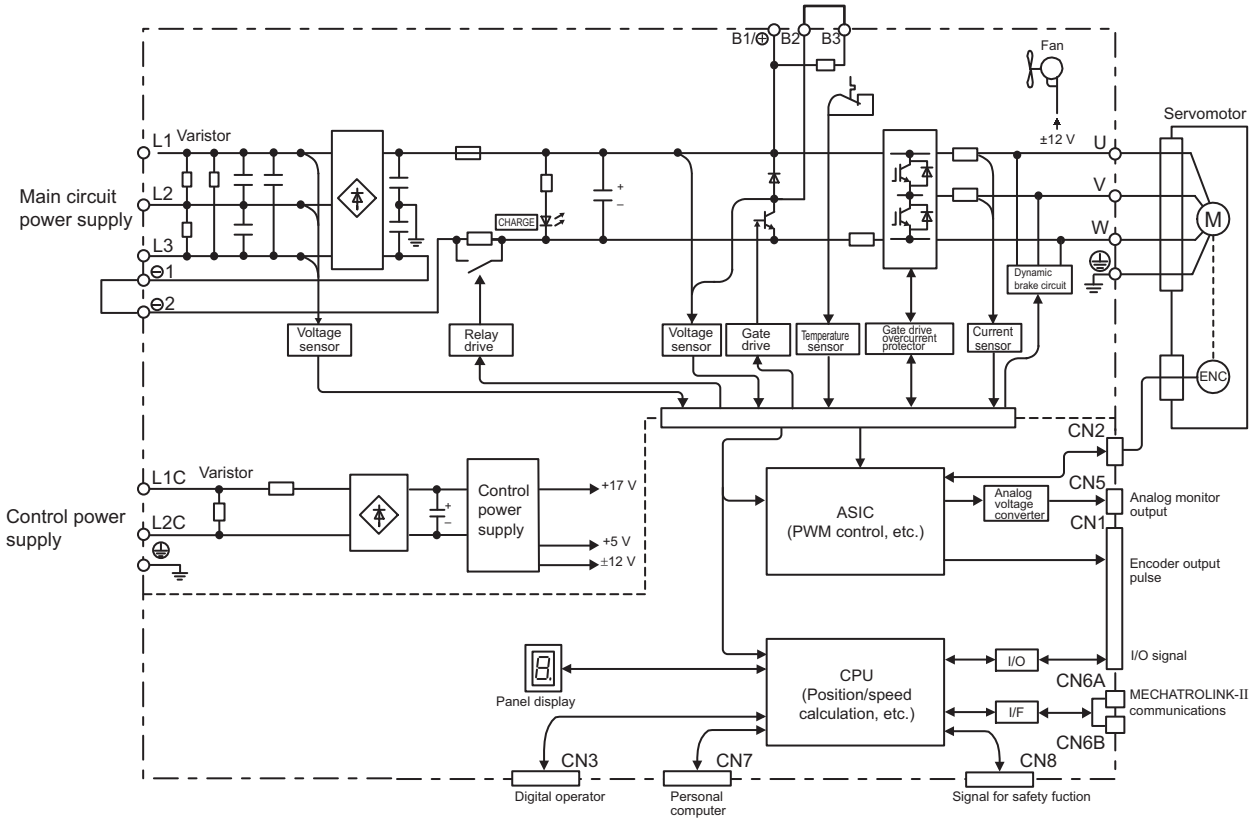 B1/⊕ B2 B3
Fan
±12 V
Servomotor
L1 Varistor
U
Main circuit
power supply
L2
V
CHARGE
+
–
M
L3
W
⊖1
⊖2
Dynamic
brake circuit
Voltage
sensor
Relay
drive
Voltage
sensor
Gate
drive
Temperature
sensor
Gate drive
overcurrent
protector
Current
sensor
ENC
CN2
L1C
Varistor
Control power
supply
L2C
+
–
Control
power
supply
+17 V
+5 V
±12 V
ASIC
(PWM control, etc.)
Analog
voltage
converter
CN5
Analog monitor
output
CN1
Encoder output
pulse
8.
Panel display
CPU
(Position/speed
calculation, etc.)
I/O
I/O signal
CN6A
I/F
MECHATROLINK-II
communications
CN6B
CN3
CN7
CN8
Digital operator
Personal
computer
Signal for safety fuction